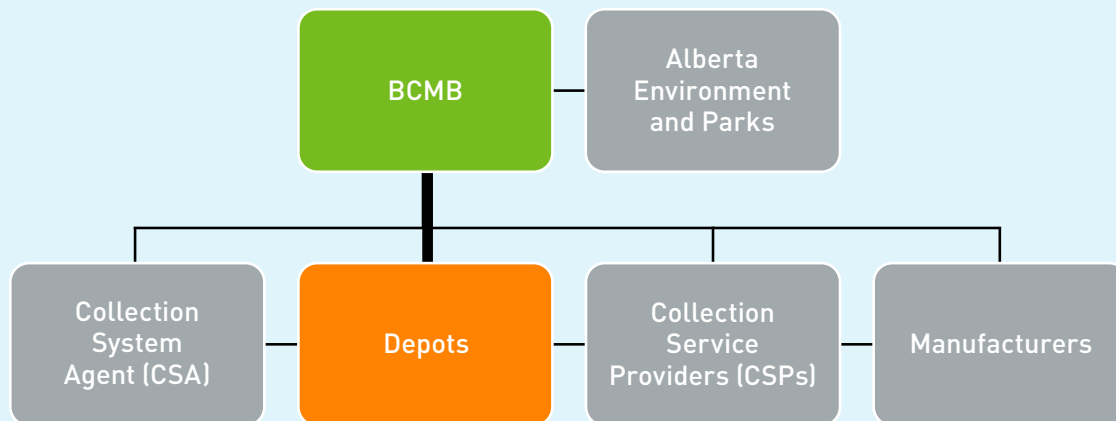 BCMB
Alberta
Environment
and Parks
Collection
System
Agent (CSA)
Depots
Collection
Service
Providers (CSPs)
Manufacturers